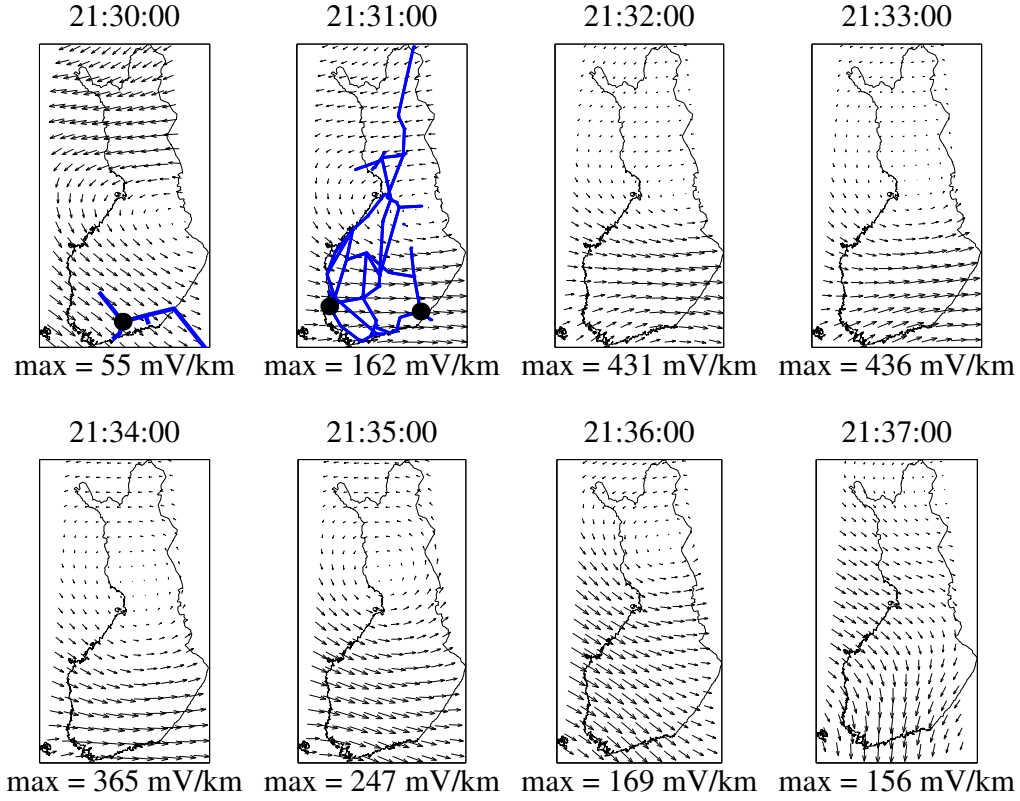 21:30:00 21:31:00 21:32:00 21:33:00
max = 55 mV/km max = 162 mV/km max = 431 mV/km max = 436 mV/km
21:34:00 21:35:00 21:36:00 21:37:00
max = 365 mV/km max = 247 mV/km max = 169 mV/km max = 156 mV/km